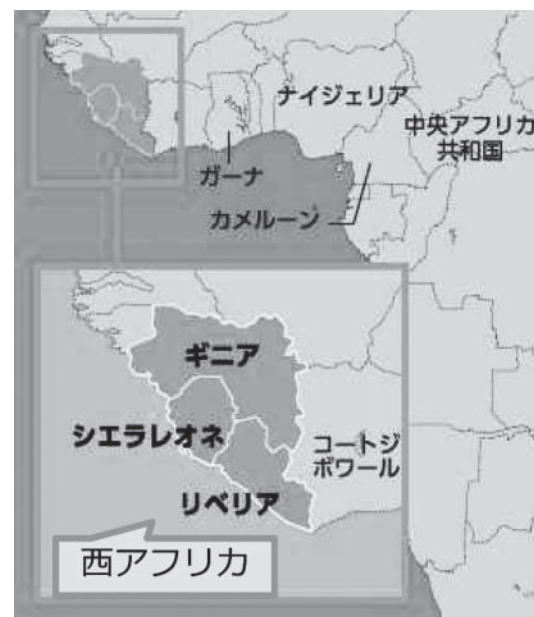 ナイジェリア
中央アフリカ
共和国
ガーナ
カメルーン
ギニア
シエラレオネ
コートジ
ボワール
リベリア
西アフリカ